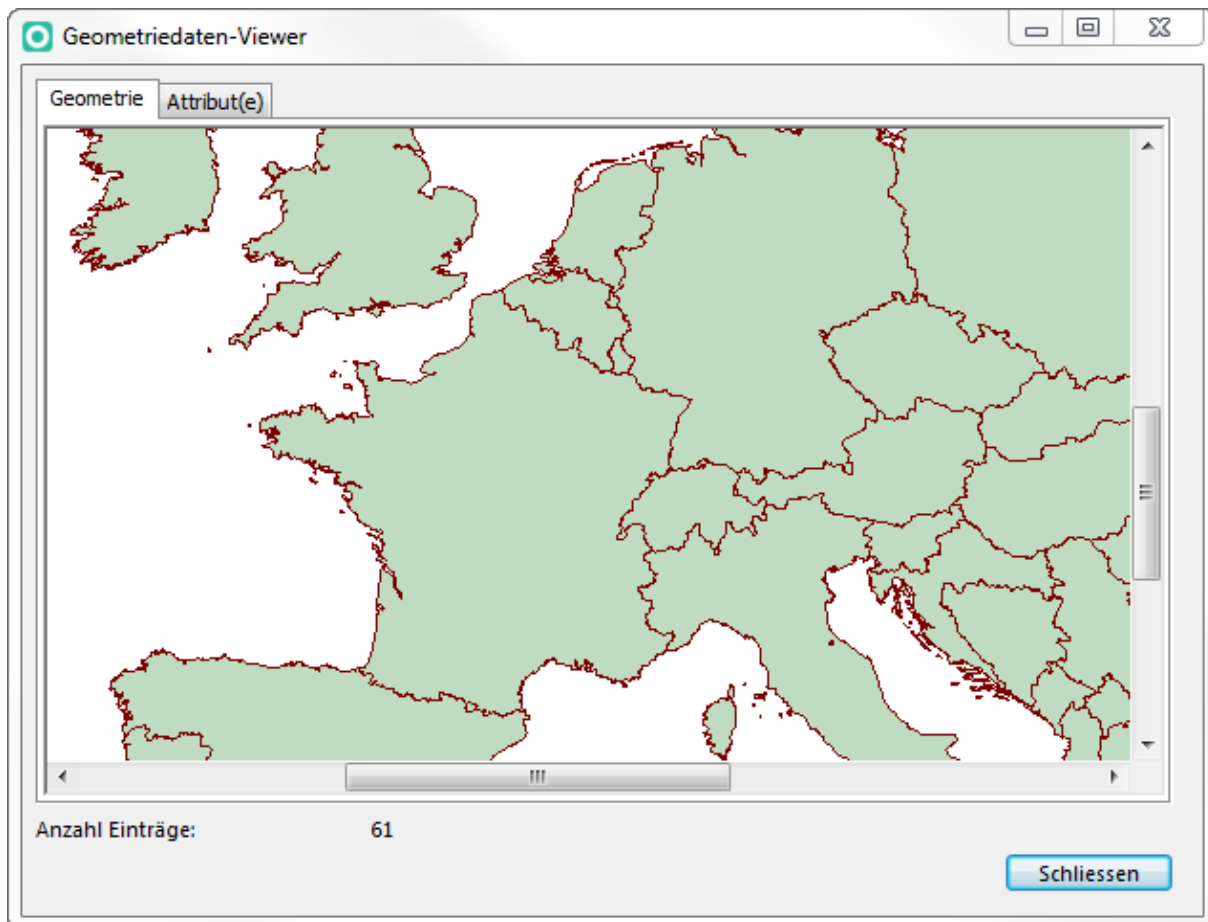 Geometriedaten-Viewer
Geometrie Attribut(e)
Anzahl Einträge: 61
Schliessen